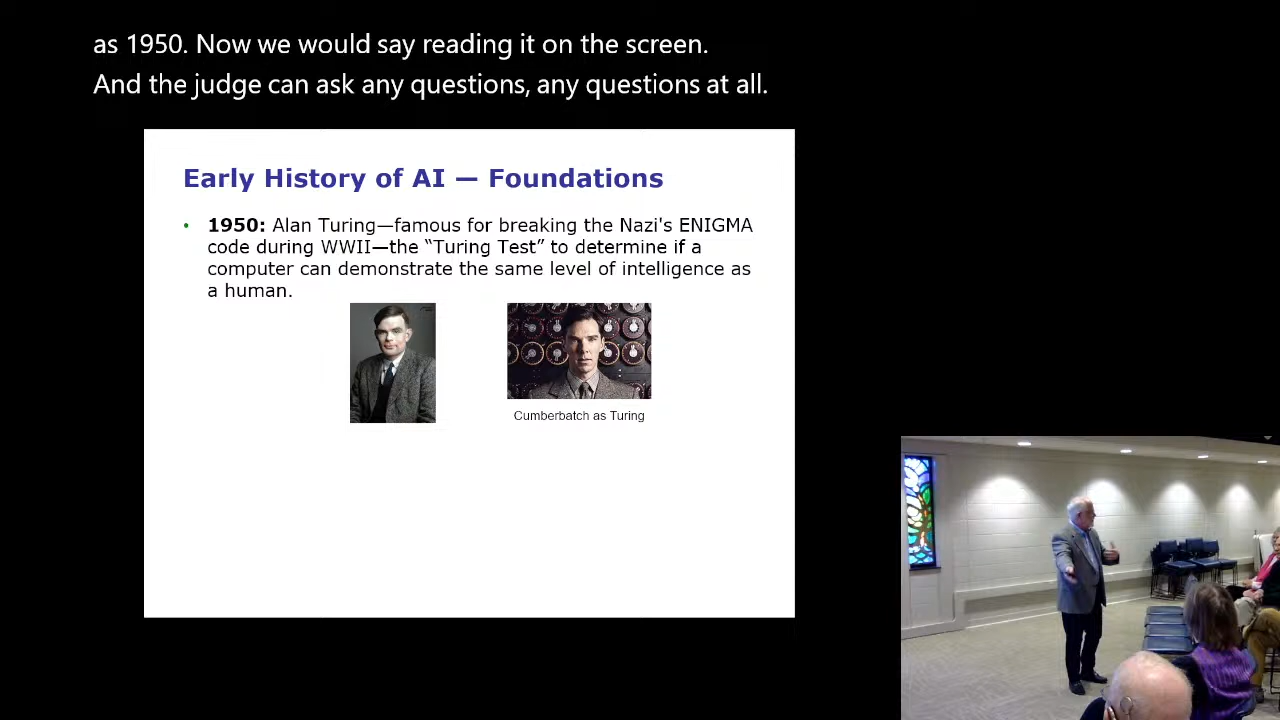 as 1950. Now we would say reading it on the screen.
And the judge can ask any questions, any questions at all.
Early History of AI — Foundations
• 1950: Alan Turing—famous for breaking the Nazi's ENIGMA
code during WWII—the “Turing Test” to determine if a
computer can demonstrate the same level of intelligence as
a human.
Cumberbatch as Turing